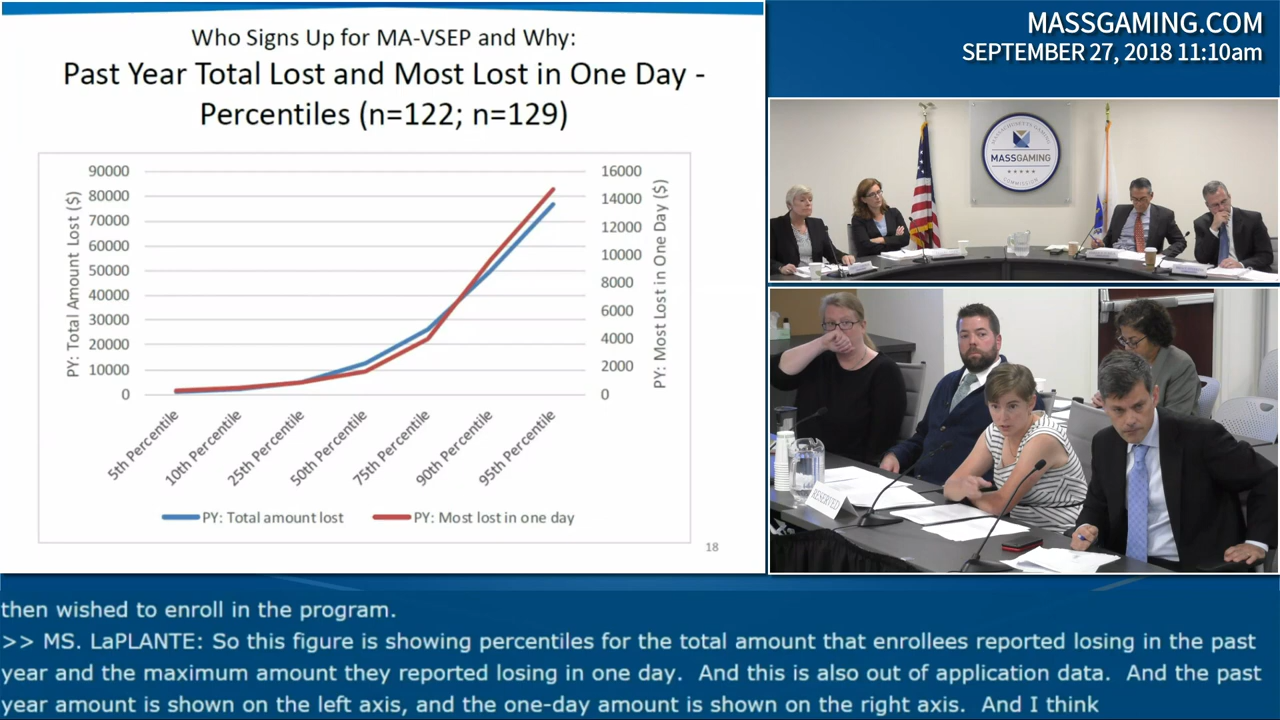 Who Signs Up for MA-VSEP and Why:
Past Year Total Lost and Most Lost in One Day -
Percentiles (n=122; n=129)
PY: Total Amount Lost ($)
90000
80000
70000
60000
50000
40000
30000
20000
10000
0
16000
14000
12000
10000
8000
6000
4000
2000
0
PY: Most Lost in One Day ($)
5th Percentile
10th Percentile
25th Percentile
50th Percentile
75th Percentile
90th Percentile
95th Percentile
PY: Total amount lost
PY: Most lost in one day
18
MASSGAMING.COM
SEPTEMBER 27, 2018 11:10am
MASSGAMING
RESERVED
then wished to enroll in the program.
>> MS. LaPLANTE: So this figure is showing percentiles for the total amount that enrollees reported losing in the past
year and the maximum amount they reported losing in one day.  And this is also out of application data.  And the past
year amount is shown on the left axis, and the one-day amount is shown on the right axis.  And I think